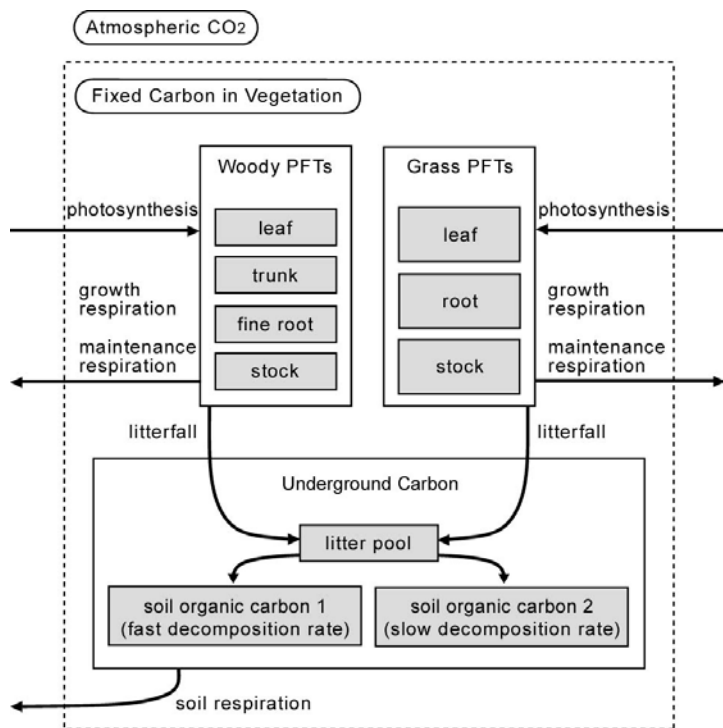 Atmospheric CO2
Fixed Carbon in Vegetation
Woody PFTs
Grass PFTs
photosynthesis
photosynthesis
leaf
leaf
trunk
root
growth
respiration
growth
respiration
fine root
maintenance
respiration
maintenance
respiration
stock
stock
litterfall
litterfall
Underground Carbon
litter pool
soil organic carbon 1
(fast decomposition rate)
soil organic carbon 2
(slow decomposition rate)
soil respiration